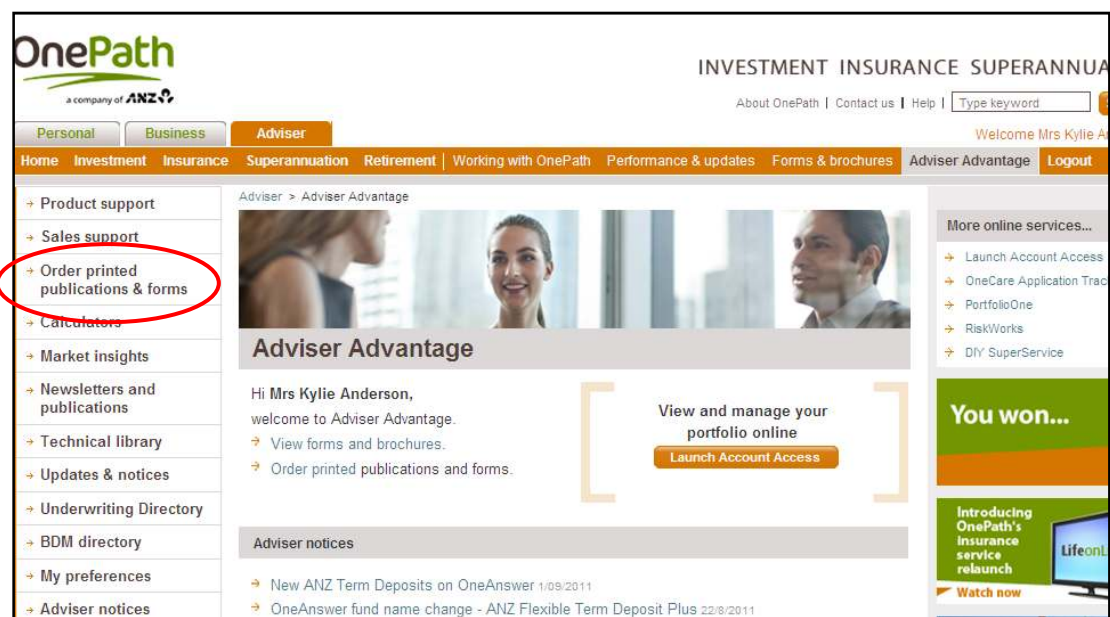 OnePath
a company of ANZ
INVESTMENT INSURANCE SUPERANNUA
About OnePath | Contact us | Help | Type keyword
Personal Business Adviser
Welcome Mrs Kylie A
Home Investment Insurance Superannuation Retirement | Working with OnePath Performance & updates Forms & brochures Adviser Advantage Logout
Adviser > Adviser Advantage
→ Product support
→ Sales support
→ Order printed
publications & forms
→ Calculators
→ Market insights
→ Newsletters and
publications
→ Technical library
→ Updates & notices
→ Underwriting Directory
→ BDM directory
→ My preferences
→ Adviser notices
Adviser Advantage
Hi Mrs Kylie Anderson,
welcome to Adviser Advantage.
→ View forms and brochures.
→ Order printed publications and forms.
View and manage your
portfolio online
Launch Account Access
Adviser notices
→ New ANZ Term Deposits on OneAnswer 1/09/2011
→ OneAnswer fund name change - ANZ Flexible Term Deposit Plus 22/8/2011
More online services...
→ Launch Account Access
→ OneCare Application Trac
→ PortfolioOne
→ RiskWorks
→ DIY SuperService
You won...
Introducing
OnePath's
insurance
service
relaunch
Watch now
LifeonL